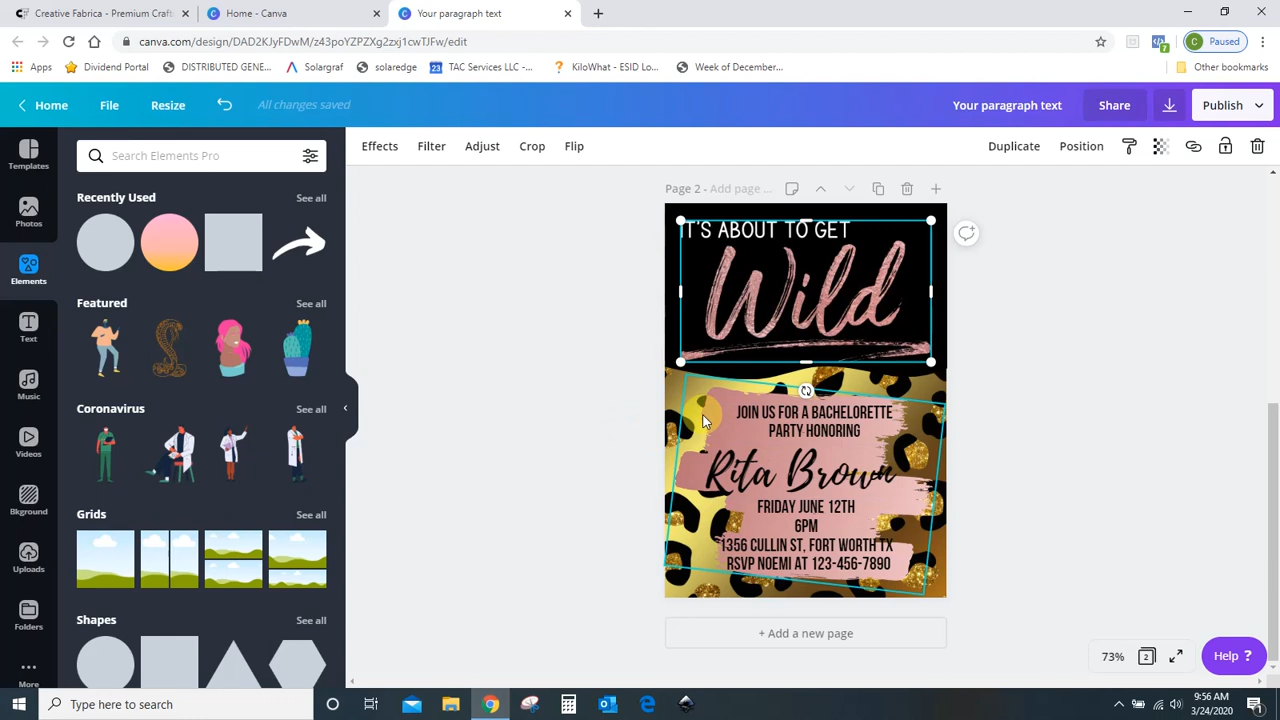 Creative Fabrica - Premium Craft
Home - Canva
Your paragraph text
canva.com/design/DAD2KJyFDwM/z43poYZPZXg2zxj1cwTJFw/edit
7
C Paused
Apps
Dividend Portal
DISTRIBUTED GENE...
Solargraf
solaredge
23 TAC Services LLC -...
KiloWhat - ESID Lo...
Week of December...
Other bookmarks
Home
File
Resize
All changes saved
Your paragraph text
Share
Publish
Effects
Filter
Adjust
Crop
Flip
Duplicate
Position
Templates
Photos
Elements
Text
Music
Videos
Bkground
Uploads
Folders
More
Search Elements Pro
Recently Used See all
Featured See all
Coronavirus See all
Grids See all
Shapes See all
Page 2 - Add page ...
IT'S ABOUT TO GET
Wild
JOIN US FOR A BACHELORETTE
PARTY HONORING
Rita Brown
FRIDAY JUNE 12TH
6PM
1356 CULLIN ST, FORT WORTH TX
RSVP NOEMI AT 123-456-7890
+ Add a new page
73%
2
Help ?
Type here to search
9:56 AM
3/24/2020